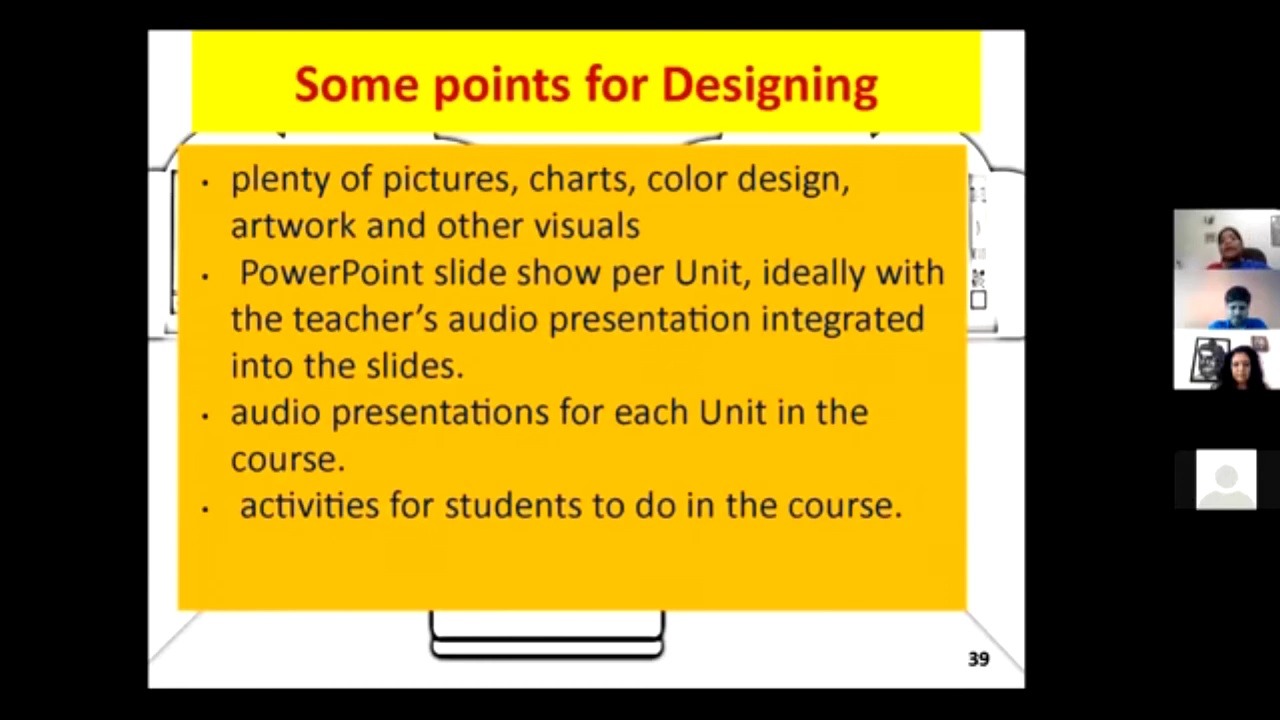 Some points for Designing
• plenty of pictures, charts, color design,
artwork and other visuals
• PowerPoint slide show per Unit, ideally with
the teacher’s audio presentation integrated
into the slides.
• audio presentations for each Unit in the
course.
• activities for students to do in the course.
39